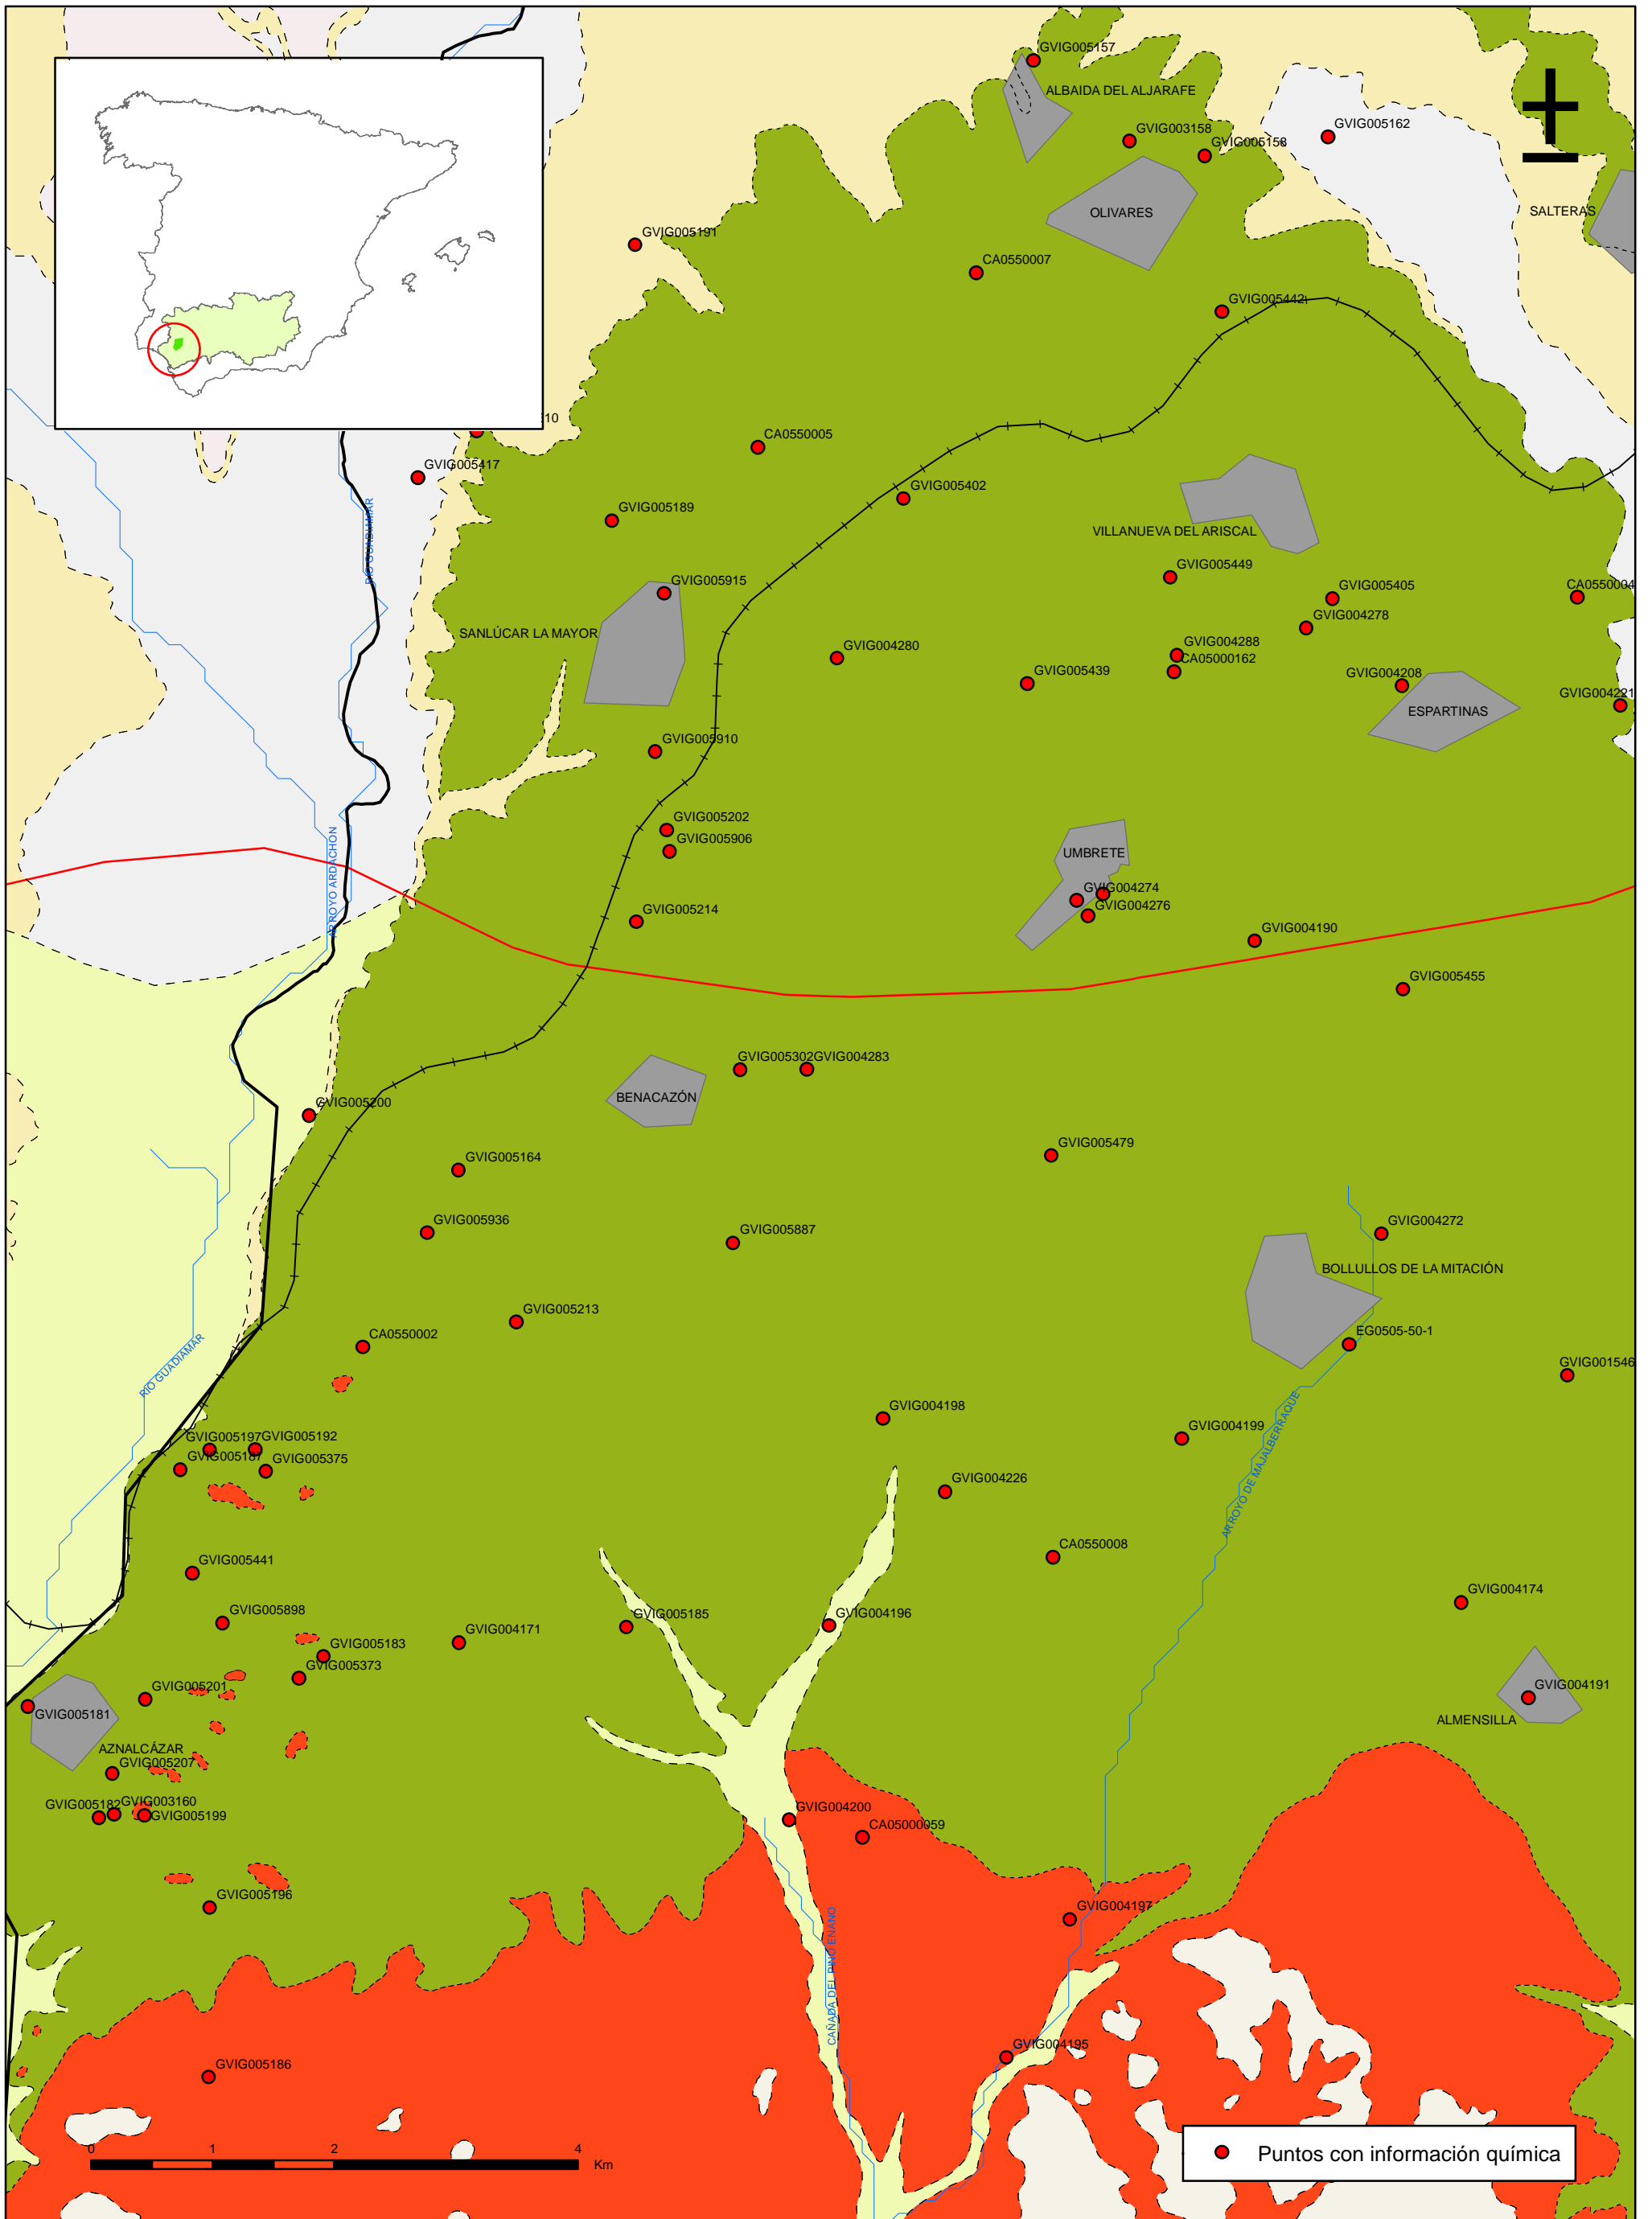 GVIG005157
ALBAIDA DEL ALJARAFE
GVIG005162
GVIG003158
GVIG005158
OLIVARES
SALTERAS
GVIG005191
CA0550007
GVIG005442
10
CA0550005
GVIG005417
GVIG005402
GVIG005189
RÍO GUADIAMAR
VILLANUEVA DEL ARISCAL
GVIG005449
GVIG005915
GVIG005405
CA0550004
GVIG004278
SANLÚCAR LA MAYOR
GVIG004280
GVIG004288
CA05000162
GVIG005439
GVIG004208
GVIG004221
ESPARTINAS
GVIG005910
GVIG005202
GVIG005906
ARROYO ARDACHON
UMBRETE
GVIG004274
GVIG004276
GVIG005214
GVIG004190
GVIG005455
GVIG005302
GVIG004283
BENACAZÓN
GVIG005200
GVIG005479
GVIG005164
GVIG005936
GVIG005887
GVIG004272
BOLLULLOS DE LA MITACIÓN
GVIG005213
CA0550002
EG0505-50-1
RÍO GUADIAMAR
GVIG001546
GVIG004198
GVIG004199
ARROYO DE MAJALBERRAQUE
GVIG005197
GVIG005192
GVIG005187
GVIG005375
GVIG004226
CA0550008
GVIG005441
GVIG004174
GVIG005898
GVIG005185
GVIG004196
GVIG004171
GVIG005183
GVIG005373
GVIG005201
GVIG005181
GVIG004191
ALMENSILLA
AZNALCÁZAR
GVIG005207
GVIG005182
GVIG003160
GVIG005199
GVIG004200
CA05000059
GVIG005196
GVIG004197
CAÑADA DEL PINO ENANO
GVIG004195
GVIG005186
0 1 2 4
Km
Puntos con información química